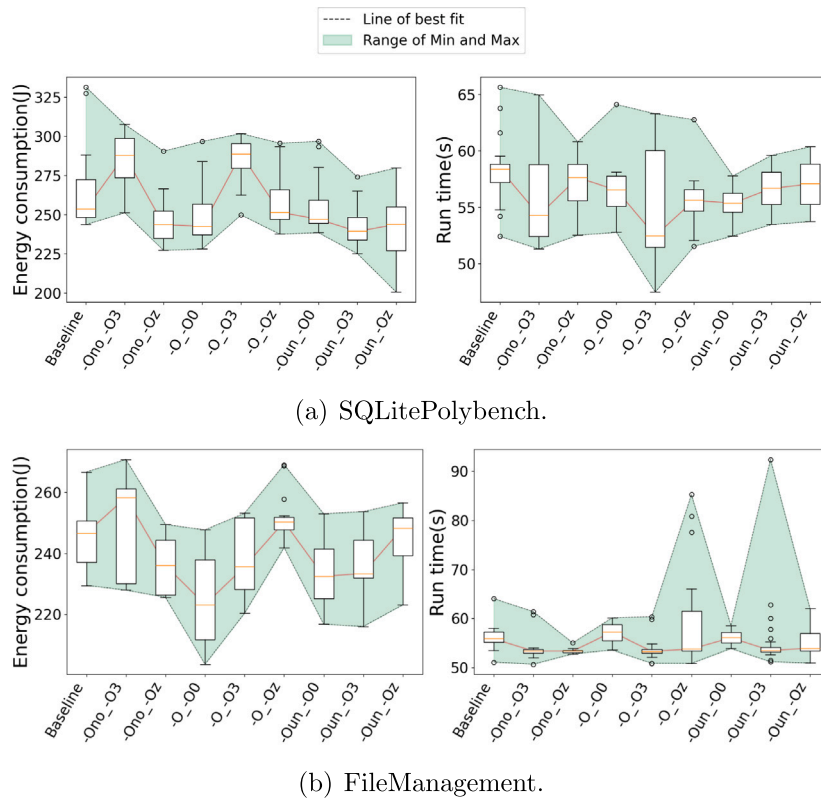 Line of best fit
Range of Min and Max
Energy consumption(J)
325
300
275
250
225
200
Baseline
-Ono_-O3
-Ono_-Oz
-O_-O0
-O_-O3
-O_-Oz
-Oun_-O0
-Oun_-O3
-Oun_-Oz
Run time(s)
65
60
55
50
Baseline
-Ono_-O3
-Ono_-Oz
-O_-O0
-O_-O3
-O_-Oz
-Oun_-O0
-Oun_-O3
-Oun_-Oz
(a) SQLitePolybench.
Energy consumption(J)
260
240
220
Baseline
-Ono_-O3
-Ono_-Oz
-O_-O0
-O_-O3
-O_-Oz
-Oun_-O0
-Oun_-O3
-Oun_-Oz
Run time(s)
90
80
70
60
50
Baseline
-Ono_-O3
-Ono_-Oz
-O_-O0
-O_-O3
-O_-Oz
-Oun_-O0
-Oun_-O3
-Oun_-Oz
(b) FileManagement.